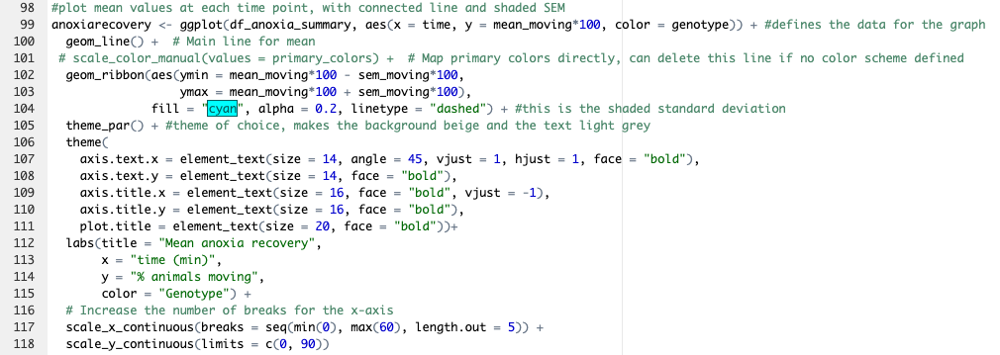 98 #plot mean values at each time point, with connected line and shaded SEM
99 anoxiarecovery <- ggplot(df_anoxia_summary, aes(x = time, y = mean_moving*100, color = genotype)) + #defines the data for the graph
100 geom_line() + # Main line for mean
101 # scale_color_manual(values = primary_colors) + # Map primary colors directly, can delete this line if no color scheme defined
102 geom_ribbon(aes(ymin = mean_moving*100 - sem_moving*100,
103 ymax = mean_moving*100 + sem_moving*100),
104 fill = "cyan", alpha = 0.2, linetype = "dashed") + #this is the shaded standard deviation
105 theme_par() + #theme of choice, makes the background beige and the text light grey
106 theme(
107 axis.text.x = element_text(size = 14, angle = 45, vjust = 1, hjust = 1, face = "bold"),
108 axis.text.y = element_text(size = 14, face = "bold"),
109 axis.title.x = element_text(size = 16, face = "bold", vjust = -1),
110 axis.title.y = element_text(size = 16, face = "bold"),
111 plot.title = element_text(size = 20, face = "bold"))+
112 labs(title = "Mean anoxia recovery",
113 x = "time (min)",
114 y = "% animals moving",
115 color = "Genotype") +
116 # Increase the number of breaks for the x-axis
117 scale_x_continuous(breaks = seq(min(0), max(60), length.out = 5)) +
118 scale_y_continuous(limits = c(0, 90))